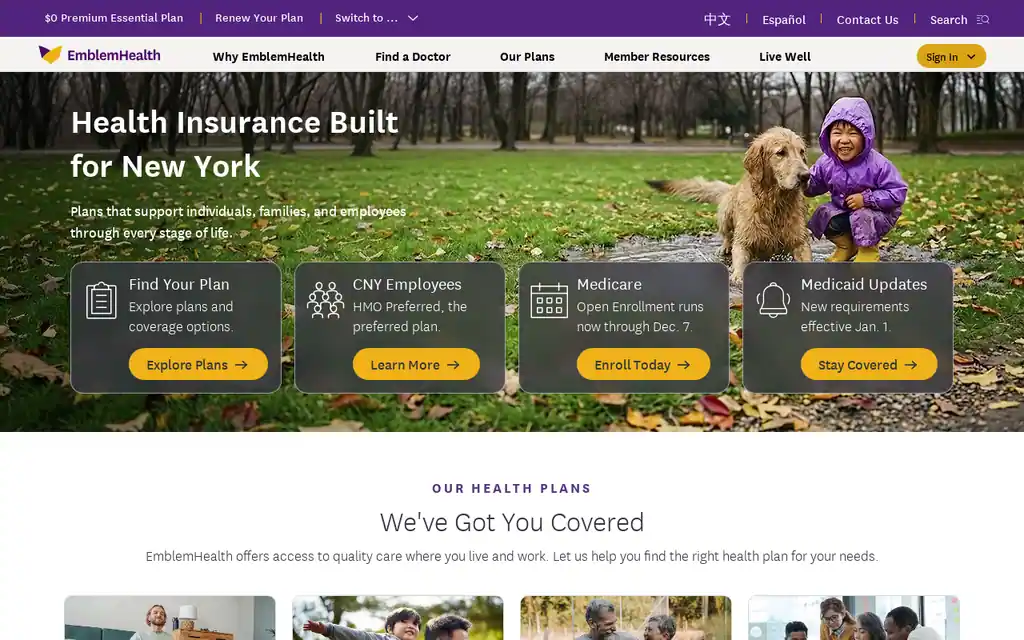 $0 Premium Essential Plan
Renew Your Plan
Switch to ...
中文
Español
Contact Us
Search
EmblemHealth
Why EmblemHealth
Find a Doctor
Our Plans
Member Resources
Live Well
Sign In
Health Insurance Built
for New York
Plans that support individuals, families, and employees
through every stage of life.
Find Your Plan
Explore plans and
coverage options.
Explore Plans
CNY Employees
HMO Preferred, the
preferred plan.
Learn More
Medicare
Open Enrollment runs
now through Dec. 7.
Enroll Today
Medicaid Updates
New requirements
effective Jan. 1.
Stay Covered
OUR HEALTH PLANS
We've Got You Covered
EmblemHealth offers access to quality care where you live and work. Let us help you find the right health plan for your needs.